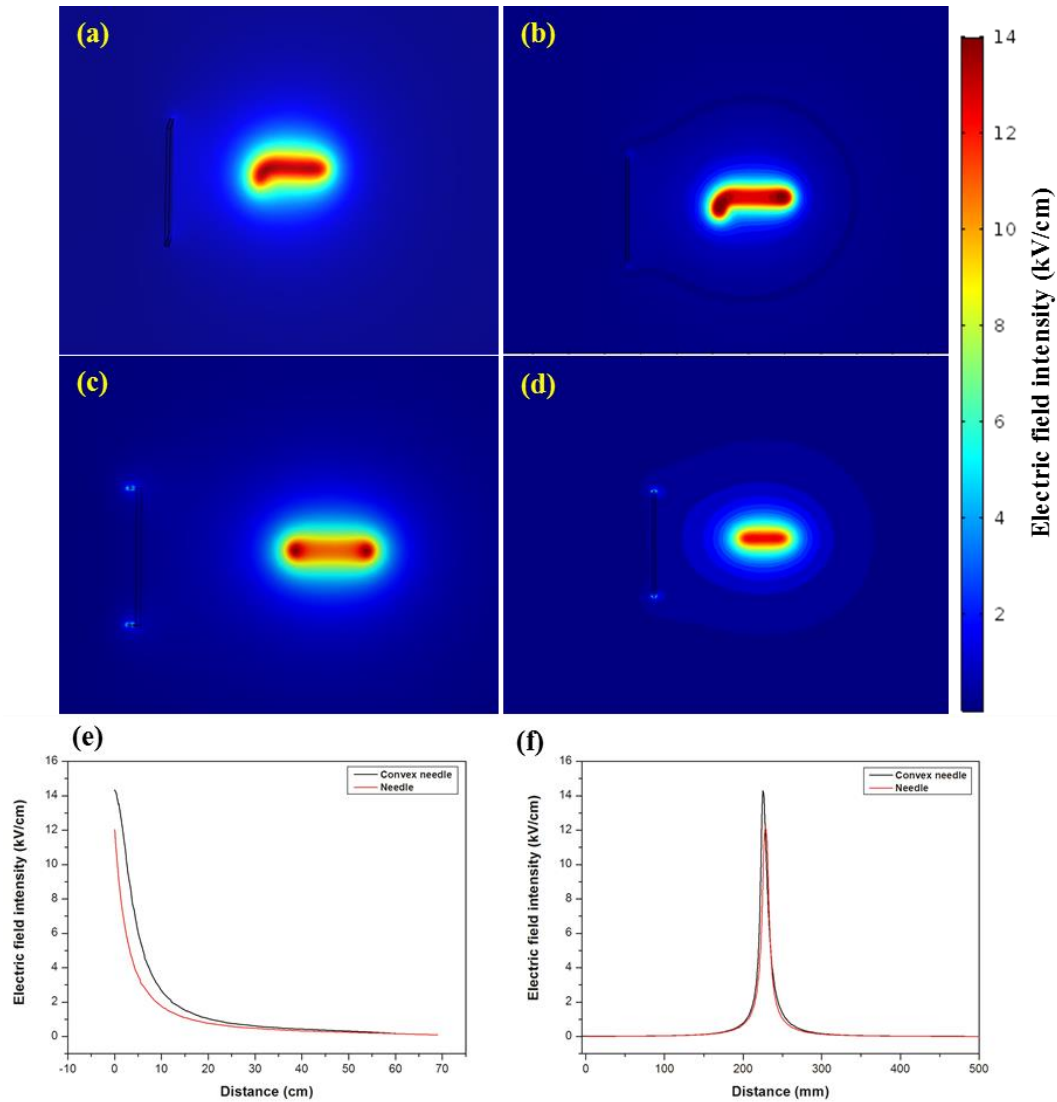 (a)
(b)
14
12
10
8
6
4
2
Electric field intensity (kV/cm)
(c)
(d)
(e)
Convex needle
Needle
16
14
12
10
8
6
4
2
0
Electric field intensity (kV/cm)
-10 0 10 20 30 40 50 60 70
Distance (cm)
(f)
Convex needle
Needle
16
14
12
10
8
6
4
2
0
Electric field intensity (kV/cm)
0 100 200 300 400 500
Distance (mm)